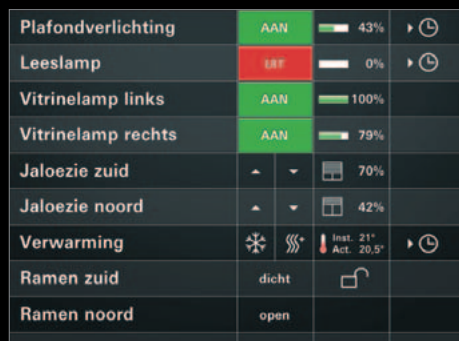 Plafondverlichting AAN 43%
Leeslamp UIT 0%
Vitrinelamp links AAN 100%
Vitrinelamp rechts AAN 79%
Jaloezie zuid 70%
Jaloezie noord 42%
Verwarming Inst. 21° Act. 20,5°
Ramen zuid dicht
Ramen noord open